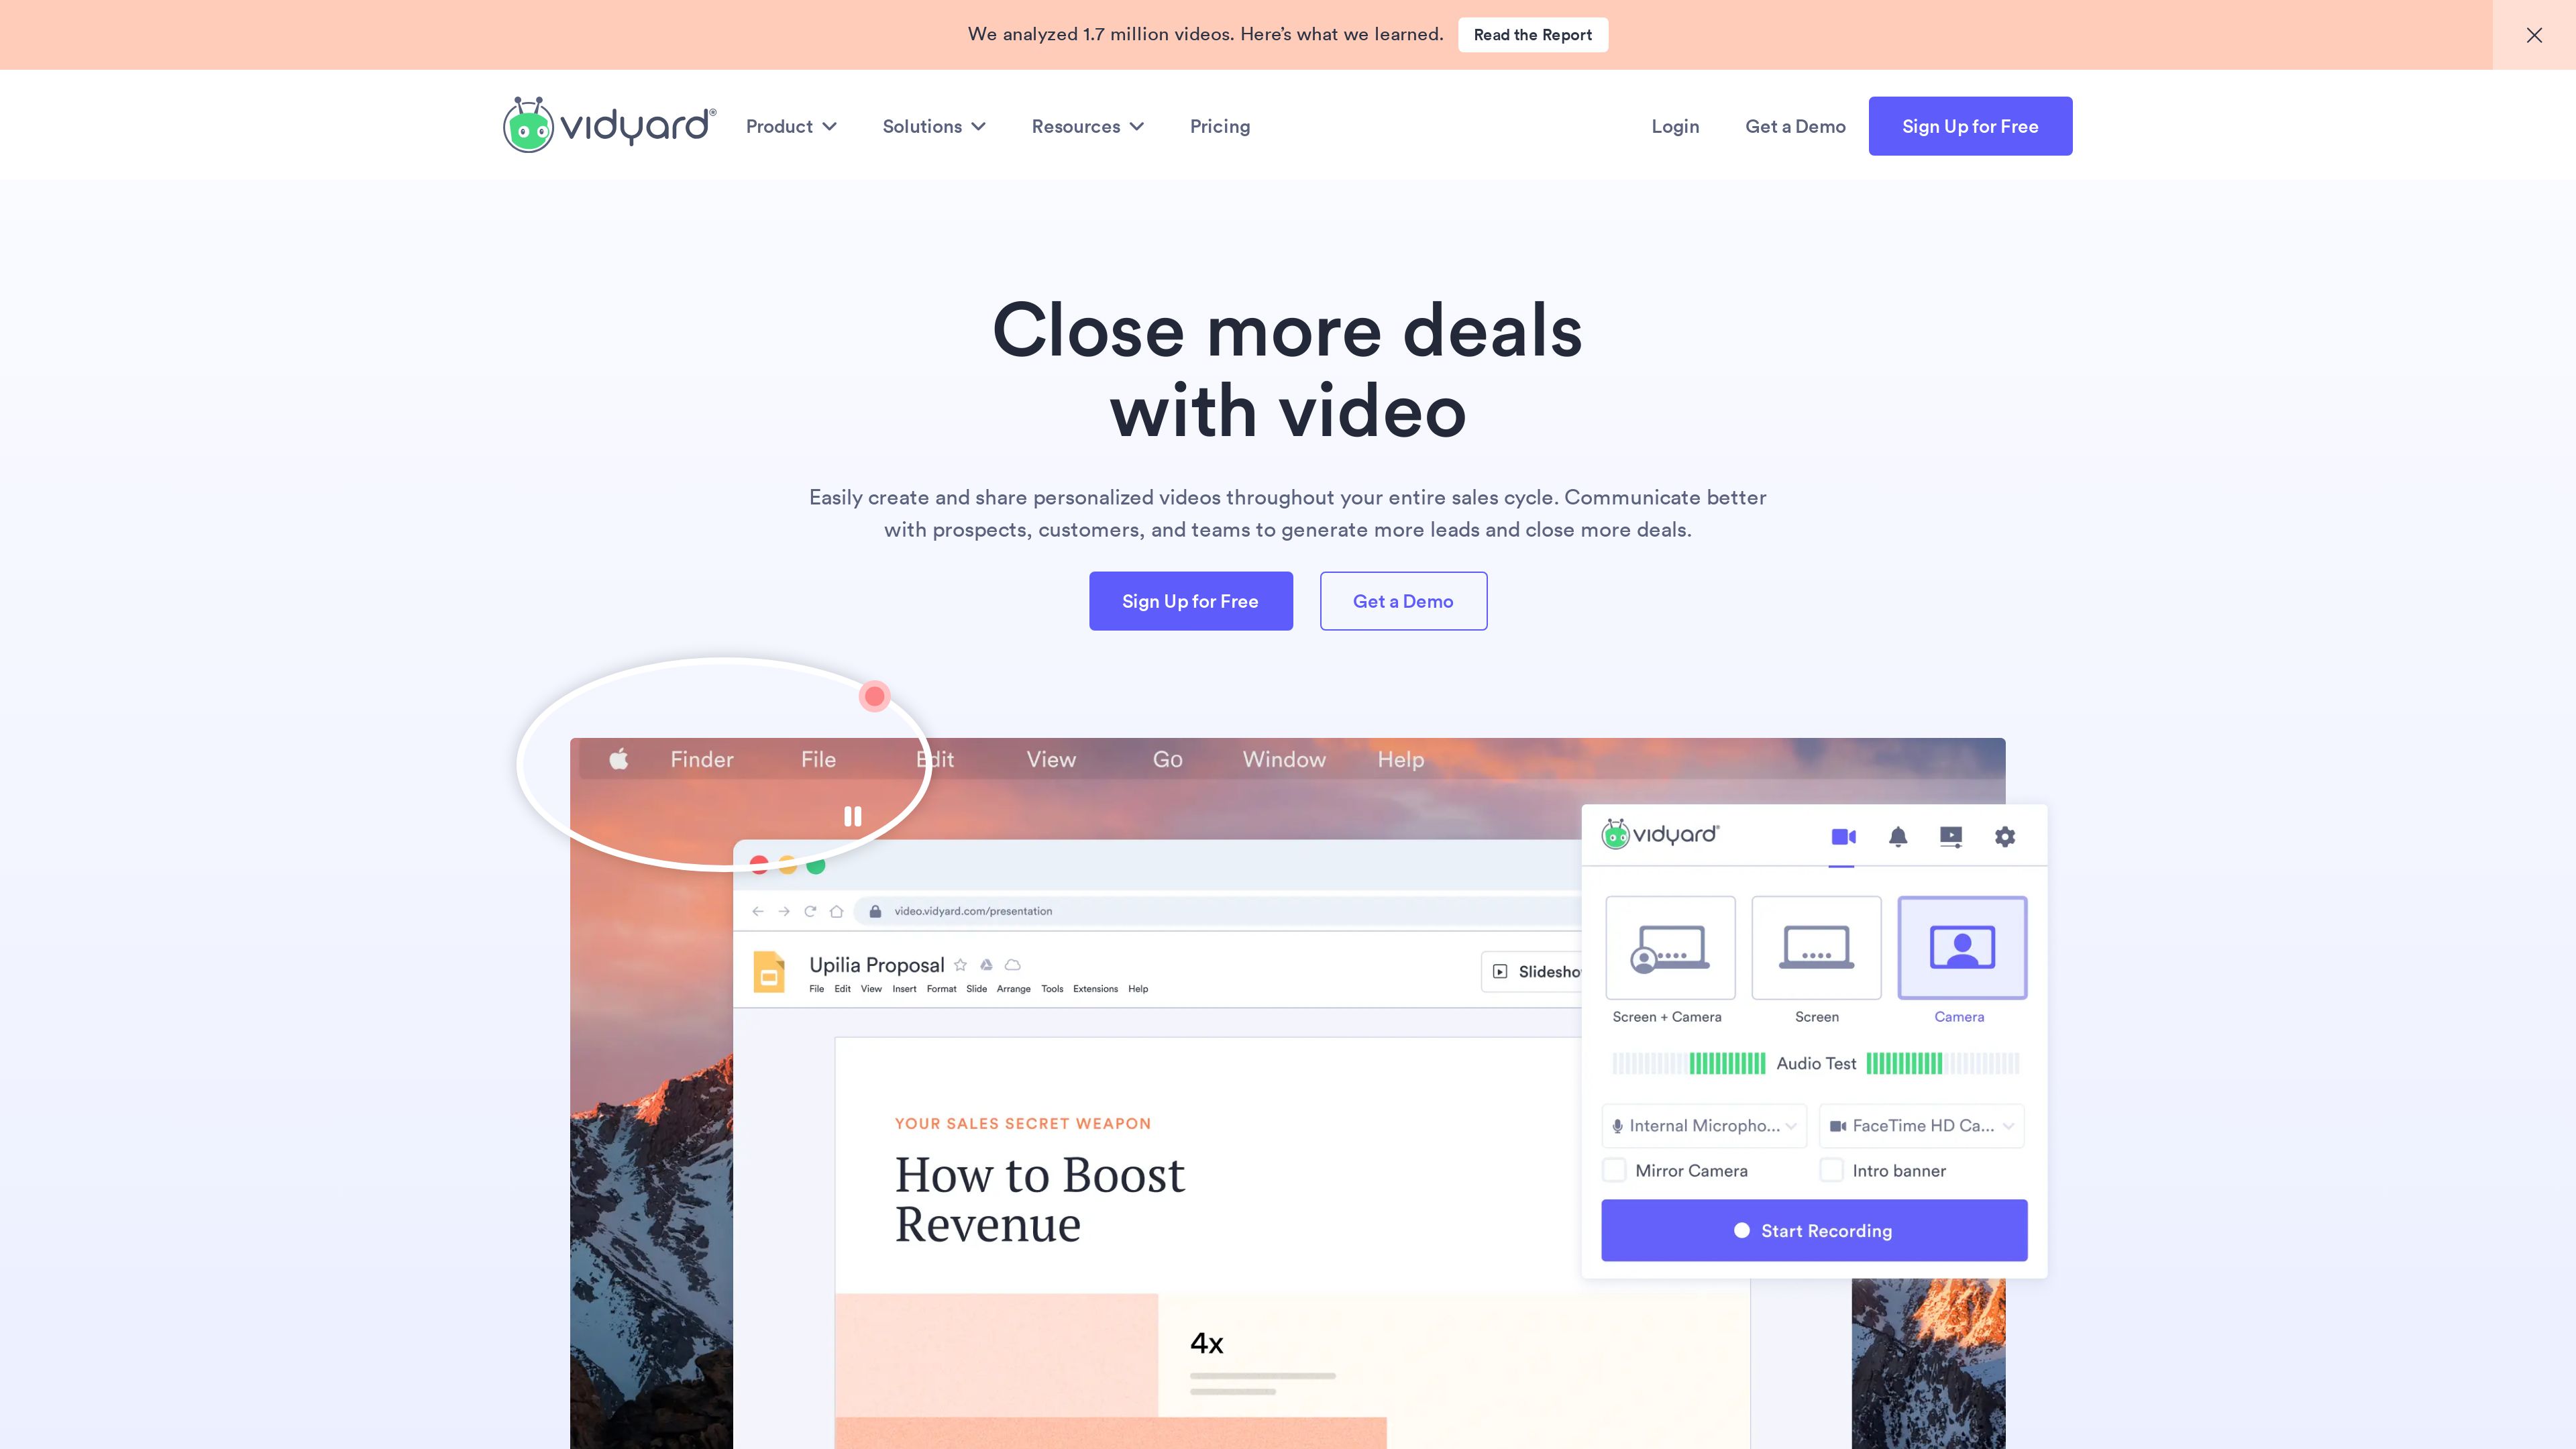 We analyzed 1.7 million videos. Here’s what we learned. Read the Report
vidyard® Product Solutions Resources Pricing Login Get a Demo Sign Up for Free
Close more deals
with video
Easily create and share personalized videos throughout your entire sales cycle. Communicate better
with prospects, customers, and teams to generate more leads and close more deals.
Sign Up for Free Get a Demo
Finder File Edit View Go Window Help
vidyard®
video.vidyard.com/presentation
Upilia Proposal
Slidesho
File Edit View Insert Format Slide Arrange Tools Extensions Help
Screen + Camera Screen Camera
Audio Test
YOUR SALES SECRET WEAPON
Internal Micropho... FaceTime HD Ca...
How to Boost
Revenue
Mirror Camera Intro banner
Start Recording
4x